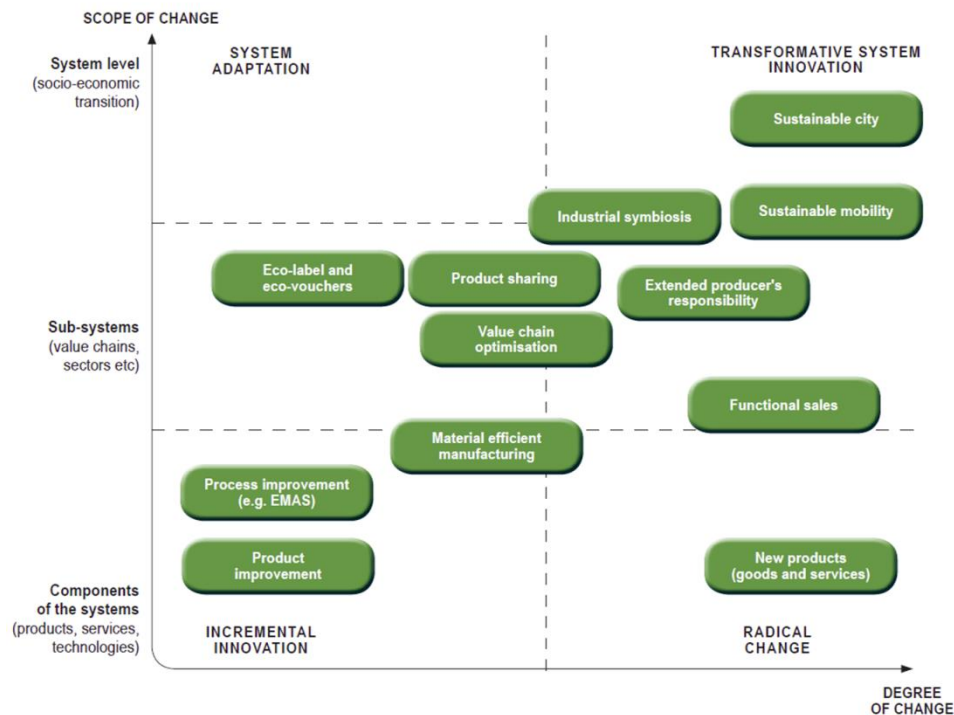 SCOPE OF CHANGE
System level
(socio-economic
transition)
SYSTEM
ADAPTATION
TRANSFORMATIVE SYSTEM
INNOVATION
Sustainable city
Industrial symbiosis
Sustainable mobility
Eco-label and
eco-vouchers
Product sharing
Extended producer's
responsibility
Sub-systems
(value chains,
sectors etc)
Value chain
optimisation
Functional sales
Material efficient
manufacturing
Process improvement
(e.g. EMAS)
Product
improvement
New products
(goods and services)
Components
of the systems
(products, services,
technologies)
INCREMENTAL
INNOVATION
RADICAL
CHANGE
DEGREE
OF CHANGE